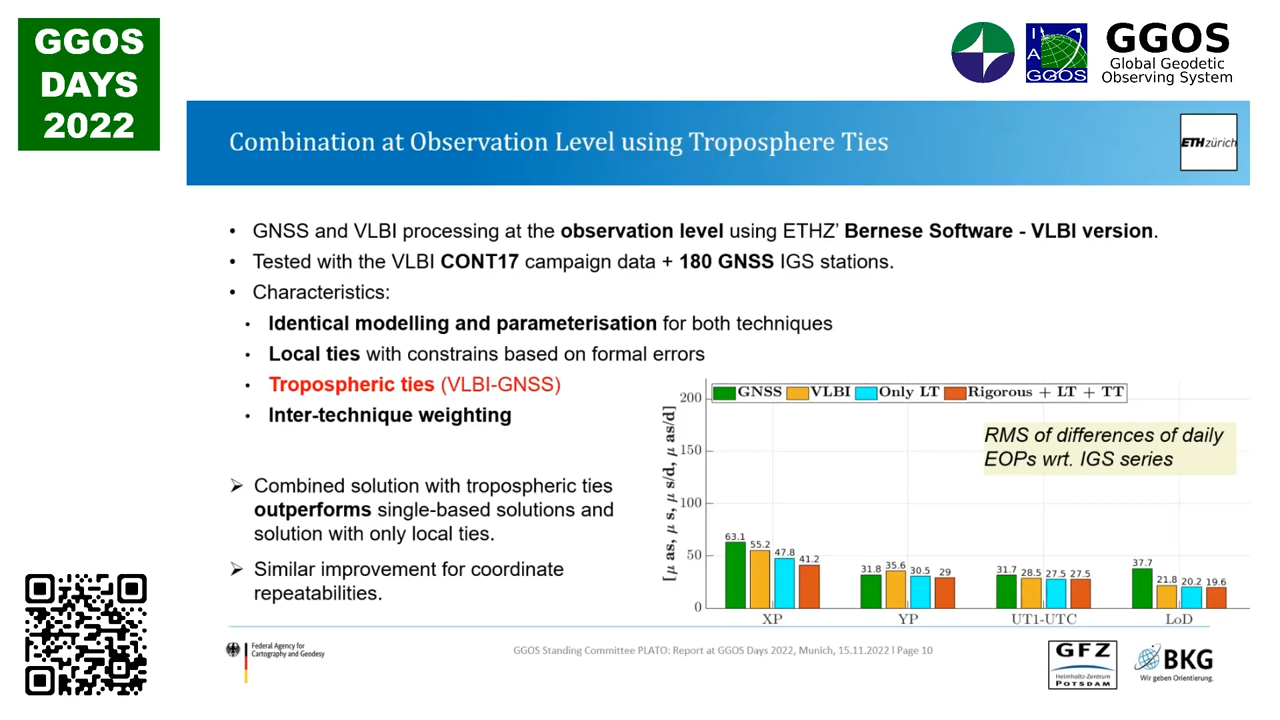 GGOS
DAYS
2022
I
A
G
GGOS
GGOS
Global Geodetic
Observing System
Combination at Observation Level using Troposphere Ties
ETHzürich
• GNSS and VLBI processing at the observation level using ETHZ’ Bernese Software - VLBI version.
• Tested with the VLBI CONT17 campaign data + 180 GNSS IGS stations.
• Characteristics:
• Identical modelling and parameterisation for both techniques
• Local ties with constrains based on formal errors
• Tropospheric ties (VLBI-GNSS)
• Inter-technique weighting
➢ Combined solution with tropospheric ties
outperforms single-based solutions and
solution with only local ties.
➢ Similar improvement for coordinate
repeatabilities.
GNSS VLBI Only LT Rigorous + LT + TT
RMS of differences of daily
EOPs wrt. IGS series
[μ as, μ s, μ s/d, μ as/d]
200
150
100
50
0
63.1 55.2 47.8 41.2
31.8 35.6 30.5 29
31.7 28.5 27.5 27.5
37.7 21.8 20.2 19.6
XP YP UT1-UTC LoD
Federal Agency for
Cartography and Geodesy
GGOS Standing Committee PLATO: Report at GGOS Days 2022, Munich, 15.11.2022 I Page 10
GFZ
Helmholtz-Zentrum
POTSDAM
BKG
Wir geben Orientierung.